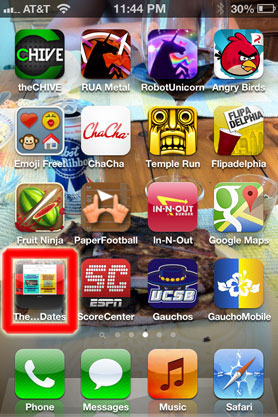 AT&T 11:44 PM 30%
CHIVE
theCHIVE RUA Metal RobotUnicorn Angry Birds
ChaCha FLIPA DELPHIA
Emoji Free ChaCha Temple Run Flipadelphia
IN-N-OUT BURGER
Fruit Ninja PaperFootball In-N-Out Google Maps
SC ESPN UCSB
The...Dates ScoreCenter Gauchos GauchoMobile
Phone Messages Music Safari